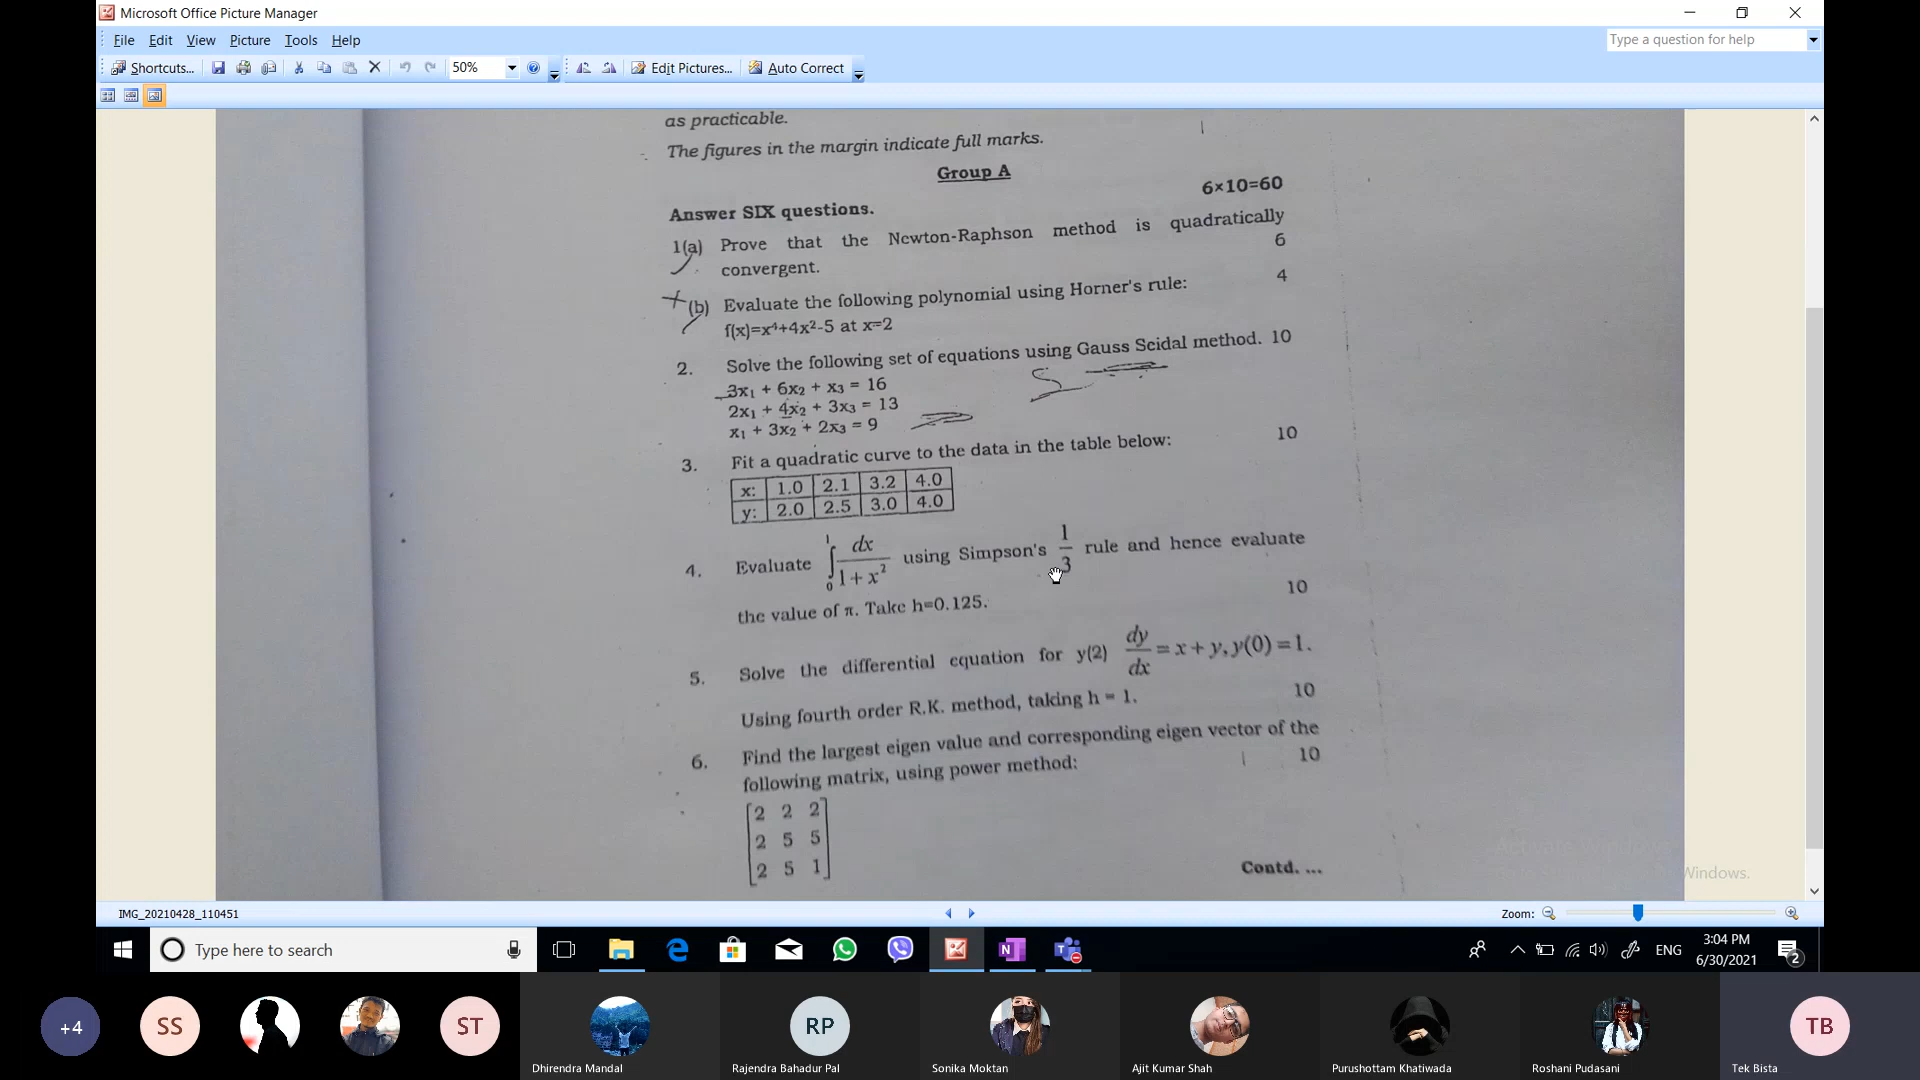 Microsoft Office Picture Manager
File Edit View Picture Tools Help
Type a question for help
Shortcuts... 50% Edit Pictures... Auto Correct
as practicable.
The figures in the margin indicate full marks.
Group A
6×10=60
Answer SIX questions.
1(a) Prove that the Newton-Raphson method is quadratically
convergent. 6
(b) Evaluate the following polynomial using Horner's rule: 4
f(x)=x⁴+4x²-5 at x=2
2. Solve the following set of equations using Gauss Seidal method. 10
3x₁ + 6x₂ + x₃ = 16
2x₁ + 4x₂ + 3x₃ = 13
x₁ + 3x₂ + 2x₃ = 9
3. Fit a quadratic curve to the data in the table below: 10
x: 1.0 2.1 3.2 4.0
y: 2.0 2.5 3.0 4.0
4. Evaluate ∫₀¹ dx/(1+x²) using Simpson's 1/3 rule and hence evaluate
the value of π. Take h=0.125. 10
5. Solve the differential equation for y(2) dy/dx = x + y, y(0) = 1.
Using fourth order R.K. method, taking h = 1. 10
6. Find the largest eigen value and corresponding eigen vector of the
following matrix, using power method: 10
2 2 2
2 5 5
2 5 1
Contd. ...
Windows.
IMG_20210428_110451
Zoom:
Type here to search
ENG
3:04 PM
6/30/2021
2
+4 SS ST RP TB
Dhirendra Mandal Rajendra Bahadur Pal Sonika Moktan Ajit Kumar Shah Purushottam Khatiwada Roshani Pudasani Tek Bista